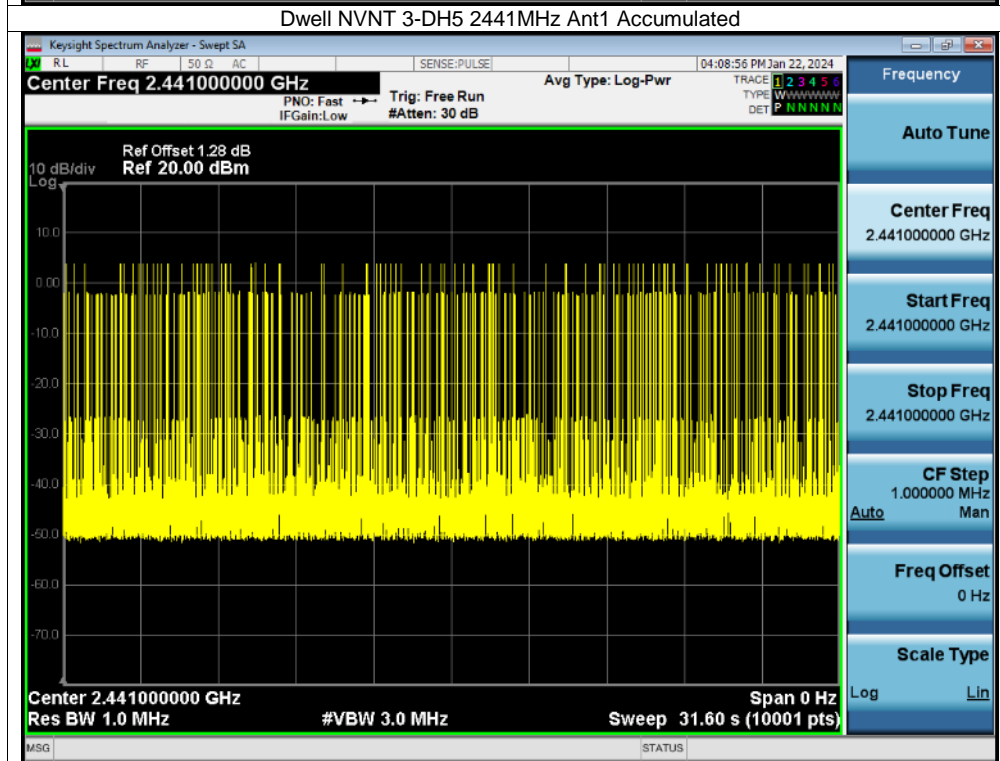 Dwell NVNT 3-DH5 2441MHz Ant1 Accumulated
Keysight Spectrum Analyzer - Swept SA
LXI RL RF 50 Ω AC SENSE:PULSE 04:08:56 PM Jan 22, 2024
Center Freq 2.441000000 GHz Avg Type: Log-Pwr TRACE 1 2 3 4 5 6
PNO: Fast Trig: Free Run TYPE WWWWWW
IFGain:Low #Atten: 30 dB DET P NNNNN
Frequency
Auto Tune
Ref Offset 1.28 dB
10 dB/div Ref 20.00 dBm
Log
10.0
0.00
-10.0
-20.0
-30.0
-40.0
-50.0
-60.0
-70.0
Center Freq
2.441000000 GHz
Start Freq
2.441000000 GHz
Stop Freq
2.441000000 GHz
CF Step
1.000000 MHz
Auto Man
Freq Offset
0 Hz
Scale Type
Log Lin
Center 2.441000000 GHz Span 0 Hz
Res BW 1.0 MHz #VBW 3.0 MHz Sweep 31.60 s (10001 pts)
MSG STATUS